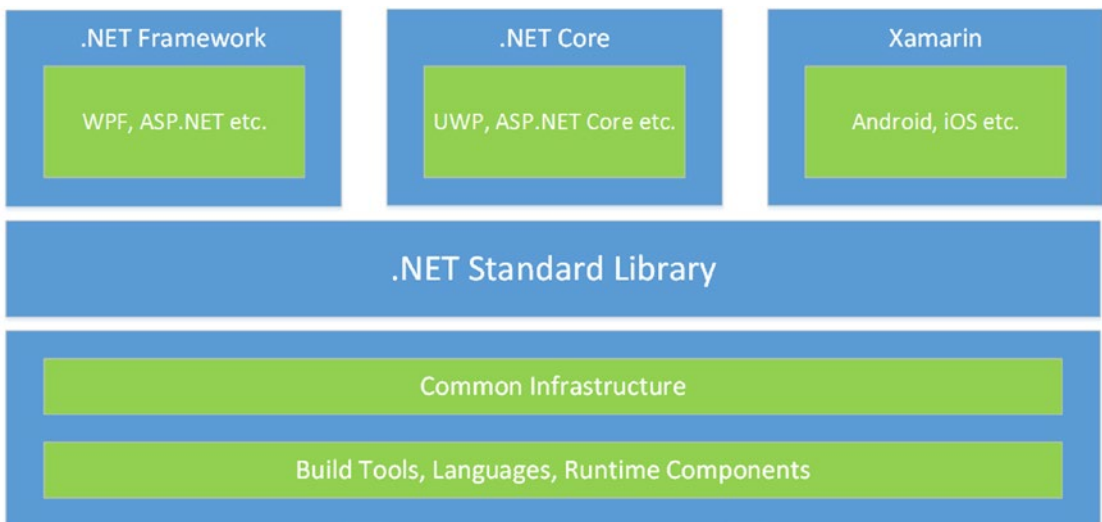 .NET Framework
WPF, ASP.NET etc.
.NET Core
UWP, ASP.NET Core etc.
Xamarin
Android, iOS etc.
.NET Standard Library
Common Infrastructure
Build Tools, Languages, Runtime Components